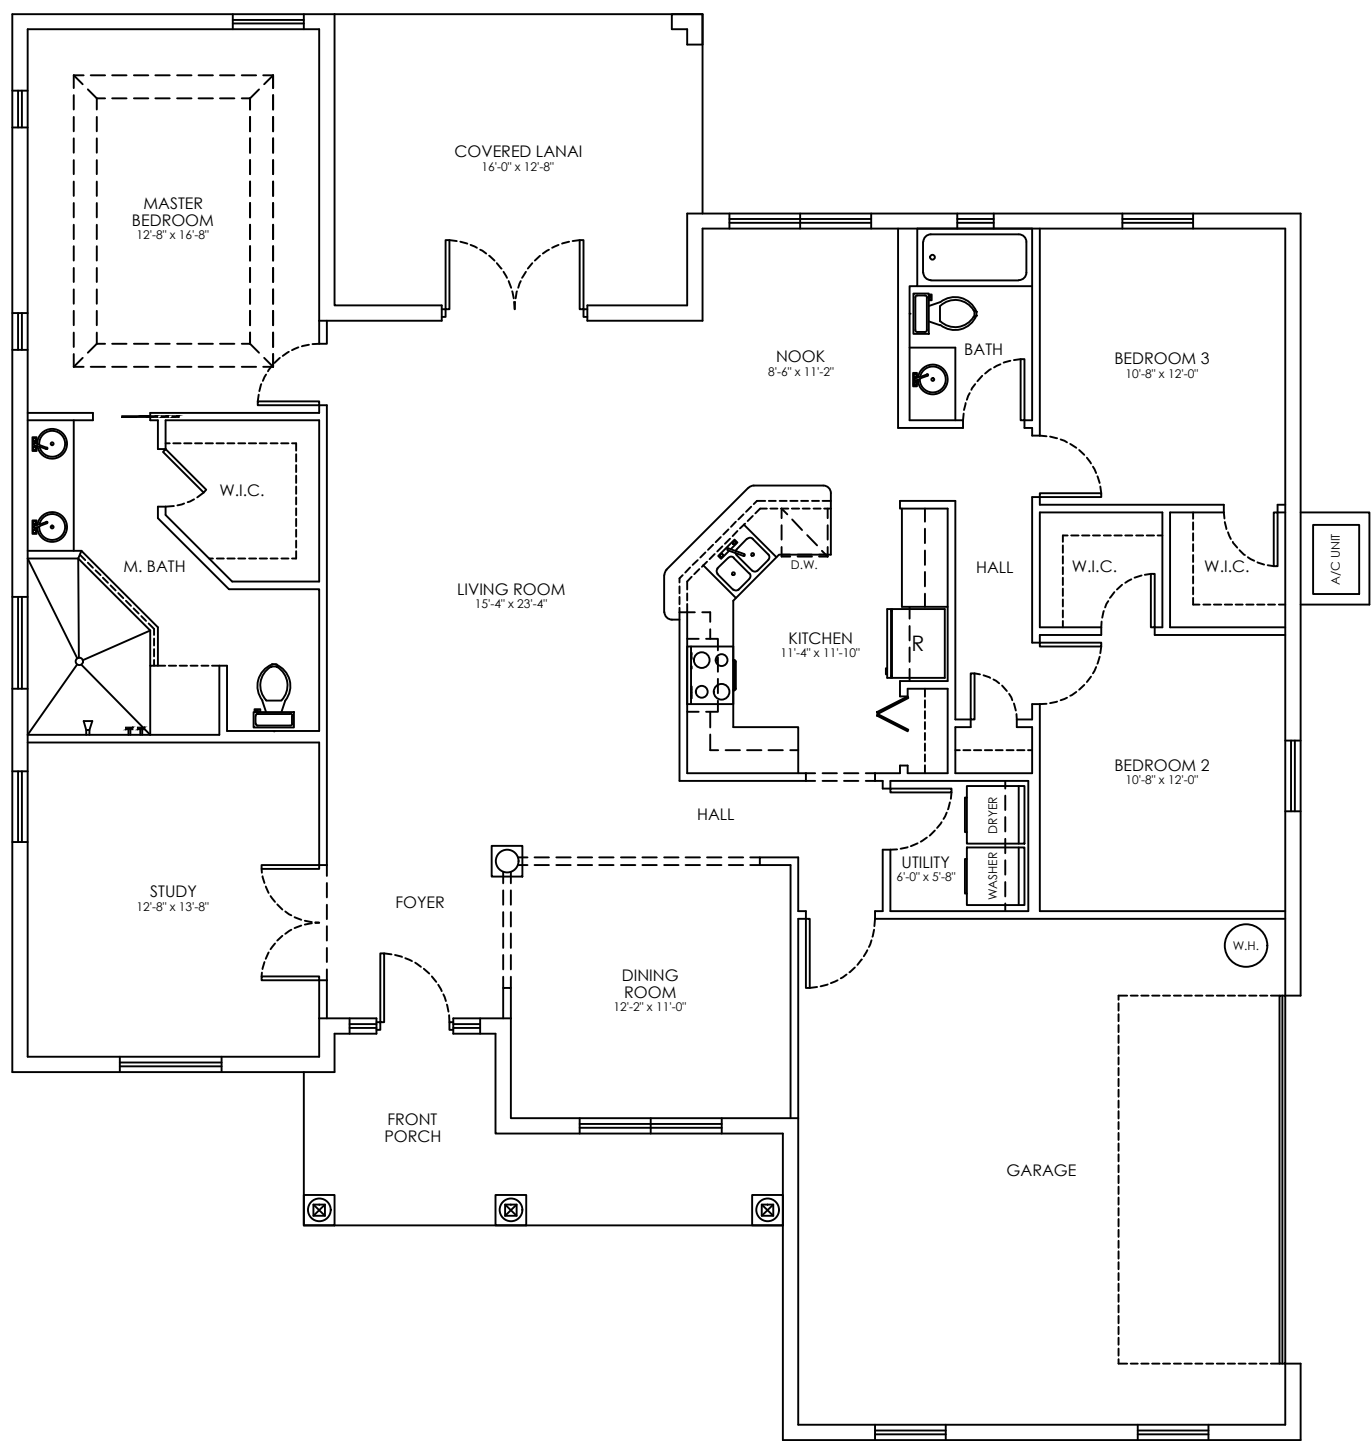 COVERED LANAI
16'-0" x 12'-8"
MASTER
BEDROOM
12'-8" x 16'-8"
NOOK
8'-6" x 11'-2"
BATH
BEDROOM 3
10'-8" x 12'-0"
W.I.C.
M. BATH
LIVING ROOM
15'-4" x 23'-4"
D.W.
KITCHEN
11'-4" x 11'-10"
R
HALL
W.I.C.
W.I.C.
A/C UNIT
BEDROOM 2
10'-8" x 12'-0"
HALL
DRYER
WASHER
UTILITY
6'-0" x 5'-8"
STUDY
12'-8" x 13'-8"
FOYER
W.H.
DINING
ROOM
12'-2" x 11'-0"
FRONT
PORCH
GARAGE